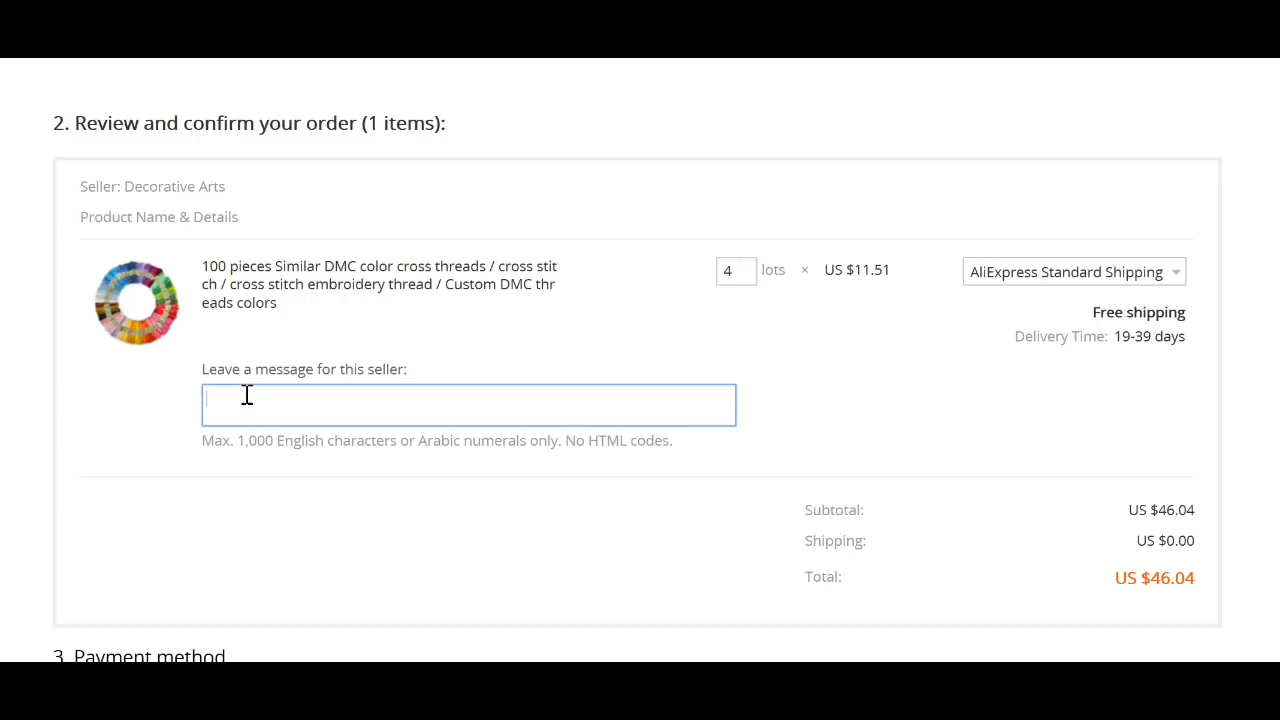 2. Review and confirm your order (1 items):
Seller: Decorative Arts
Product Name & Details
100 pieces Similar DMC color cross threads / cross stit
ch / cross stitch embroidery thread / Custom DMC thr
eads colors
4 lots × US $11.51
AliExpress Standard Shipping
Free shipping
Delivery Time: 19-39 days
Leave a message for this seller:
Max. 1,000 English characters or Arabic numerals only. No HTML codes.
Subtotal: US $46.04
Shipping: US $0.00
Total: US $46.04
3. Payment method